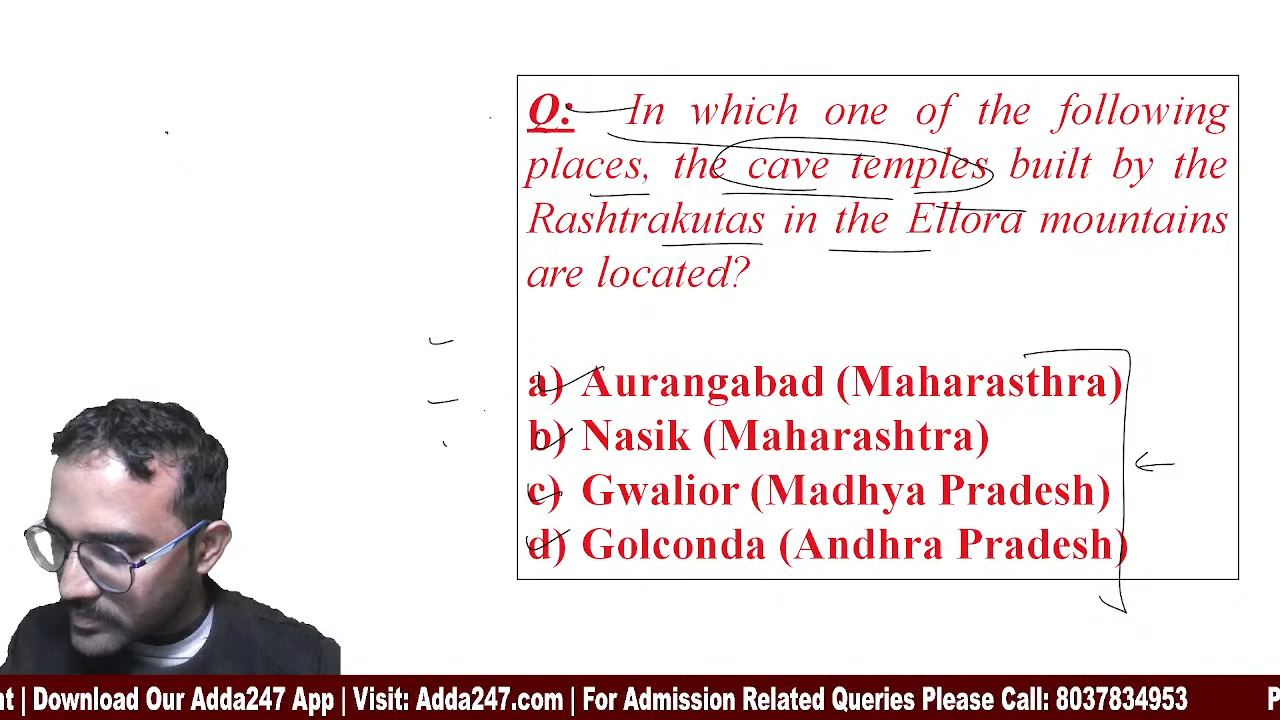 Q: In which one of the following
places, the cave temples built by the
Rashtrakutas in the Ellora mountains
are located?
a) Aurangabad (Maharasthra)
b) Nasik (Maharashtra)
c) Gwalior (Madhya Pradesh)
d) Golconda (Andhra Pradesh)
nt | Download Our Adda247 App | Visit: Adda247.com | For Admission Related Queries Please Call: 8037834953 P